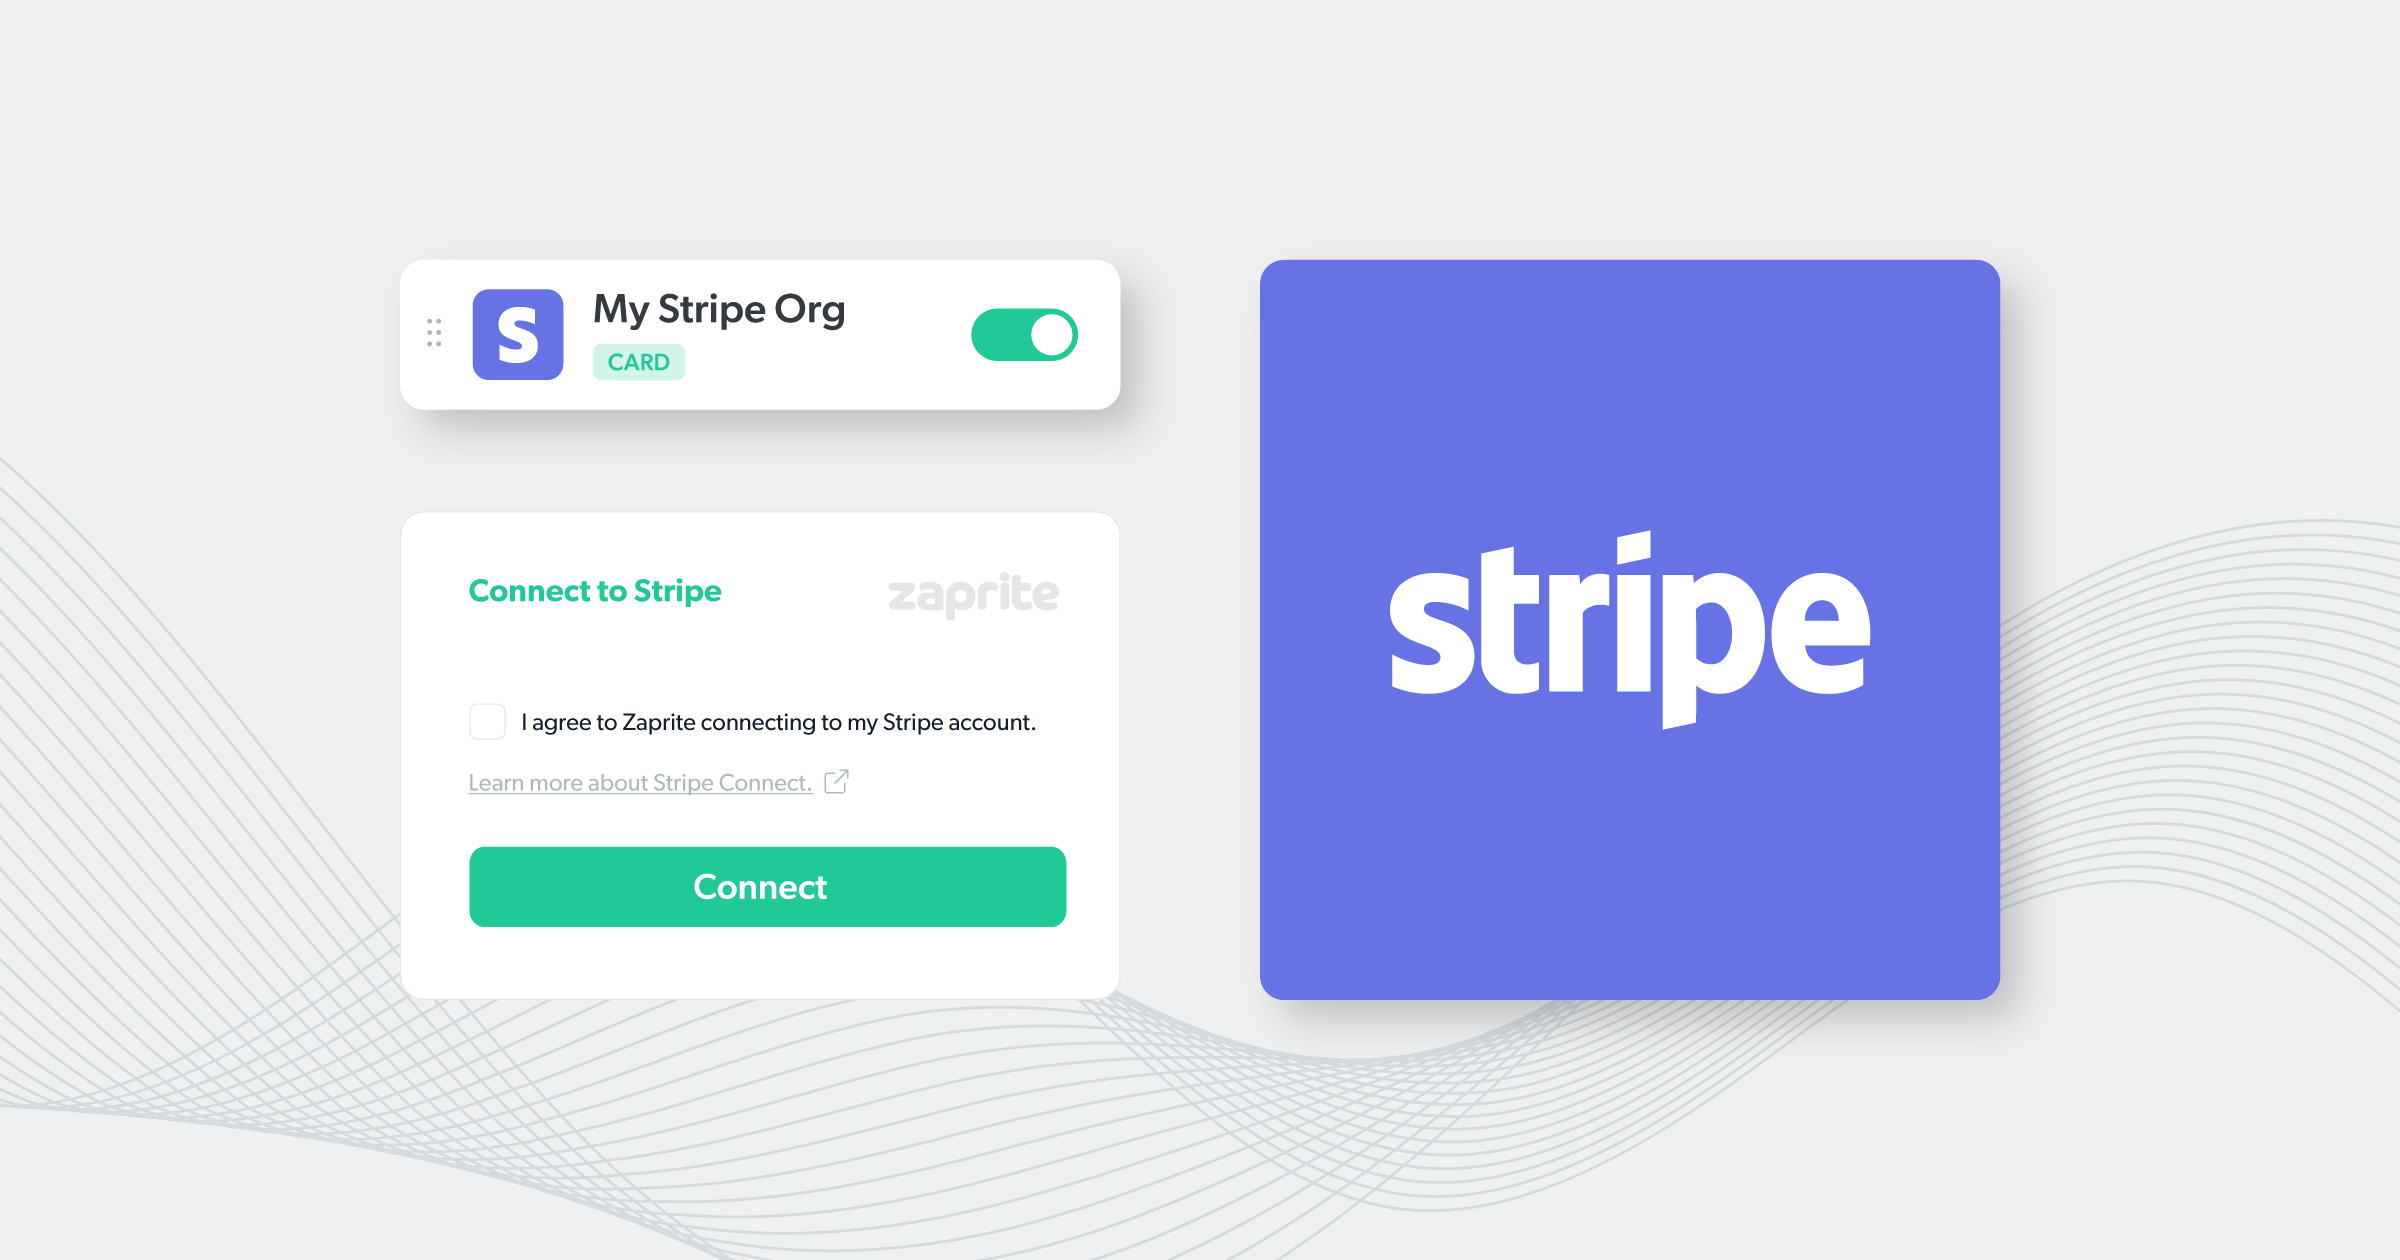 S
My Stripe Org
CARD
Connect to Stripe
zaprite
I agree to Zaprite connecting to my Stripe account.
Learn more about Stripe Connect.
Connect
stripe